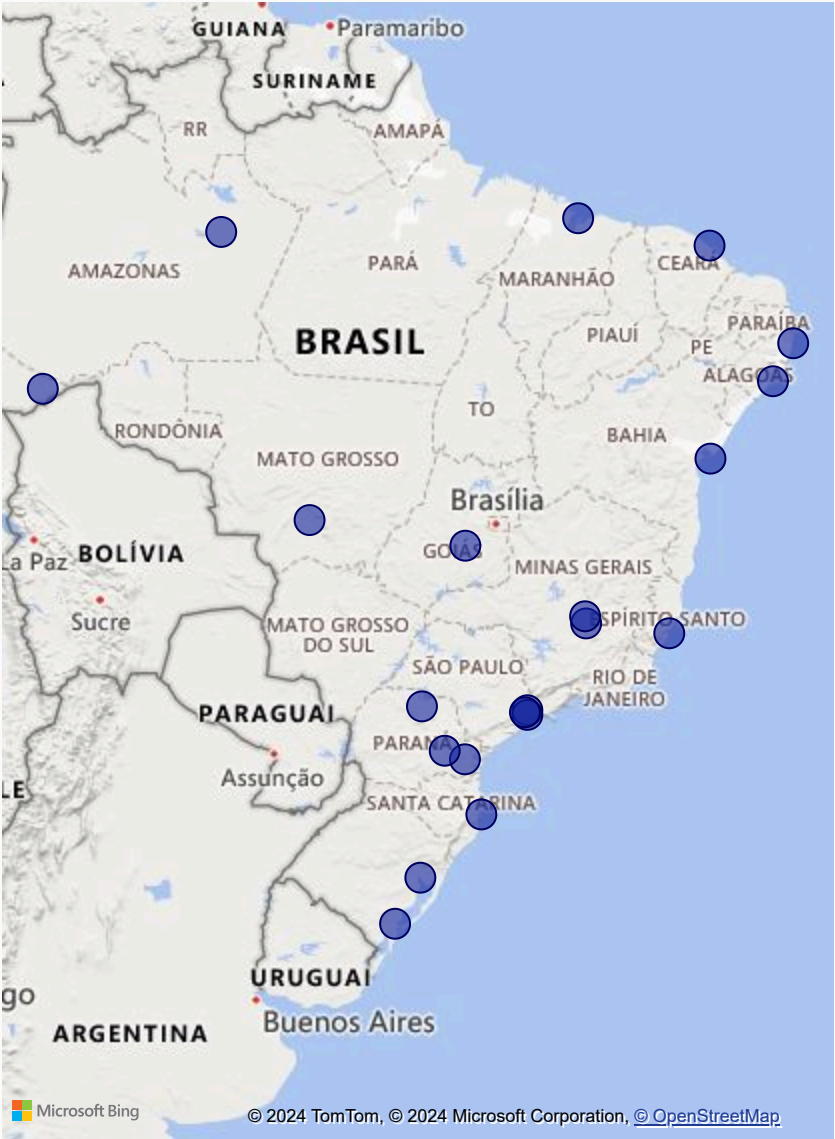 GUIANA
Paramaribo
SURINAME
RR
AMAPÁ
AMAZONAS
PARÁ
MARANHÃO
CEARÁ
BRASIL
PIAUÍ
PARAÍBA
PE
ALAGOAS
TO
RONDÔNIA
BAHIA
MATO GROSSO
Brasília
GOIÁS
La Paz
BOLÍVIA
MINAS GERAIS
Sucre
MATO GROSSO
DO SUL
ESPÍRITO SANTO
SÃO PAULO
RIO DE
JANEIRO
PARAGUAI
PARANÁ
Assunção
LE
SANTA CATARINA
URUGUAI
go
Buenos Aires
ARGENTINA
Microsoft Bing
© 2024 TomTom, © 2024 Microsoft Corporation, © OpenStreetMap